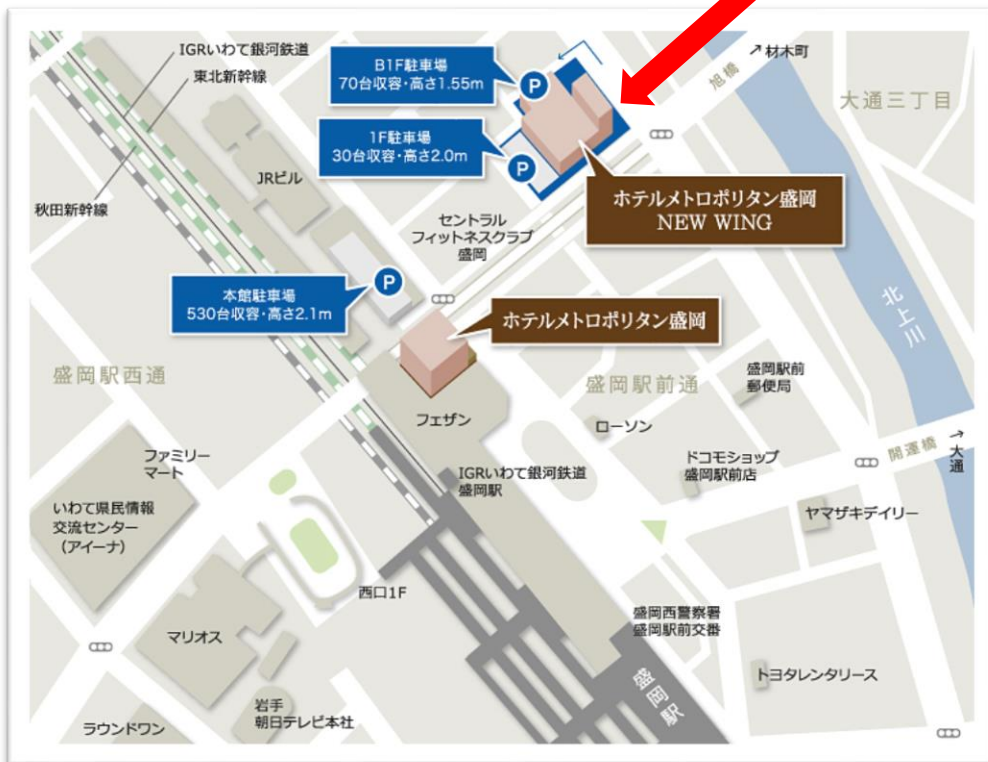 IGRいわて銀河鉄道
東北新幹線
B1F駐車場
70台収容・高さ1.55m
P
↗材木町
旭橋
大通三丁目
1F駐車場
30台収容・高さ2.0m
P
JRビル
秋田新幹線
ホテルメトロポリタン盛岡
NEW WING
セントラル
フィットネスクラブ
盛岡
P
本館駐車場
530台収容・高さ2.1m
ホテルメトロポリタン盛岡
北上川
盛岡駅西通
盛岡駅前通
盛岡駅前
郵便局
フェザン
ローソン
ファミリー
マート
IGRいわて銀河鉄道
盛岡駅
ドコモショップ
盛岡駅前店
開運橋
→
大通
いわて県民情報
交流センター
（アイーナ）
ヤマザキデイリー
西口1F
盛岡西警察署
盛岡駅前交番
マリオス
盛岡駅
トヨタレンタリース
岩手
朝日テレビ本社
ラウンドワン